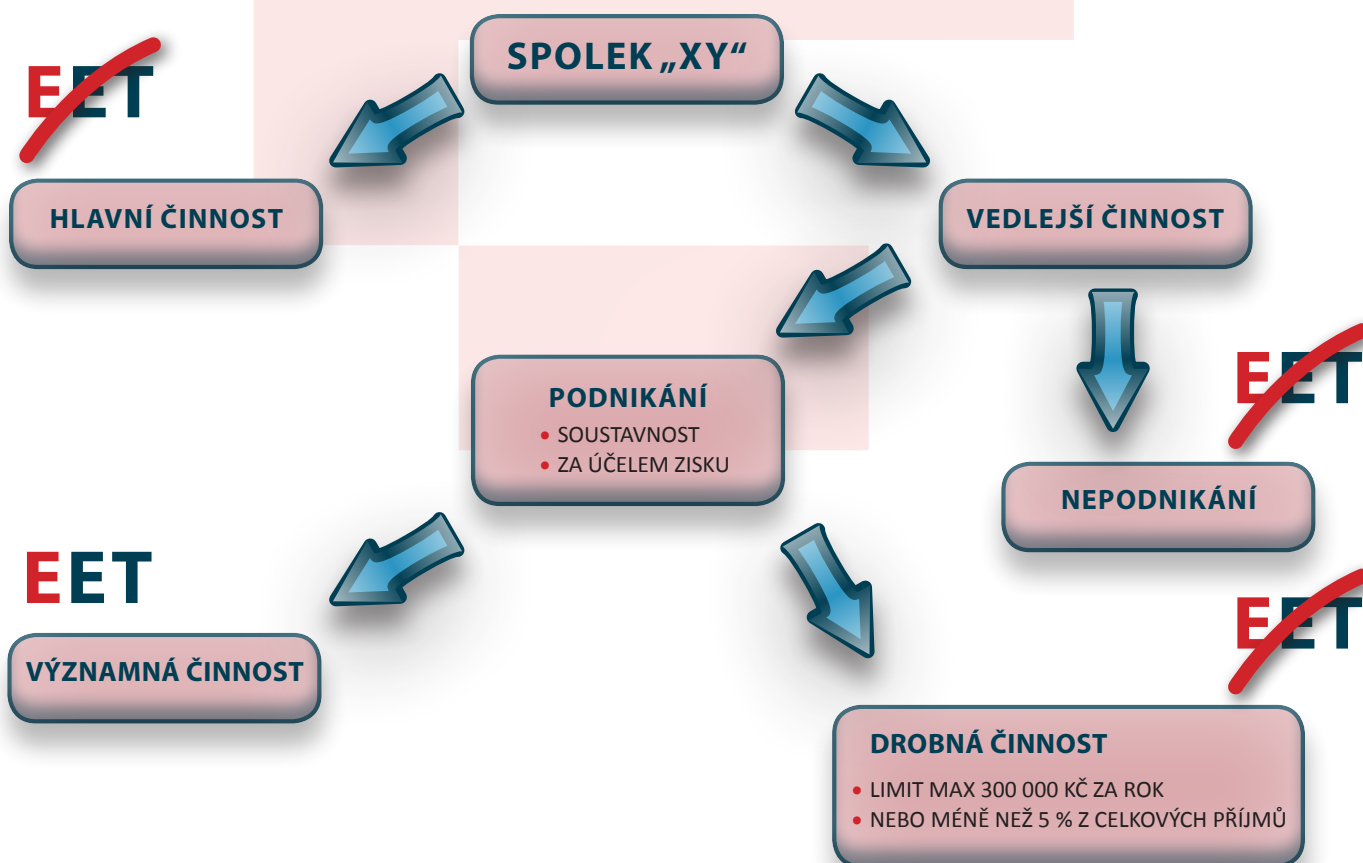 SPOLEK „XY“
EET
HLAVNÍ ČINNOST
VEDLEJŠÍ ČINNOST
PODNIKÁNÍ
• SOUSTAVNOST
• ZA ÚČELEM ZISKU
EET
NEPODNIKÁNÍ
EET
VÝZNAMNÁ ČINNOST
EET
DROBNÁ ČINNOST
• LIMIT MAX 300 000 KČ ZA ROK
• NEBO MÉNĚ NEŽ 5 % Z CELKOVÝCH PŘÍJMŮ